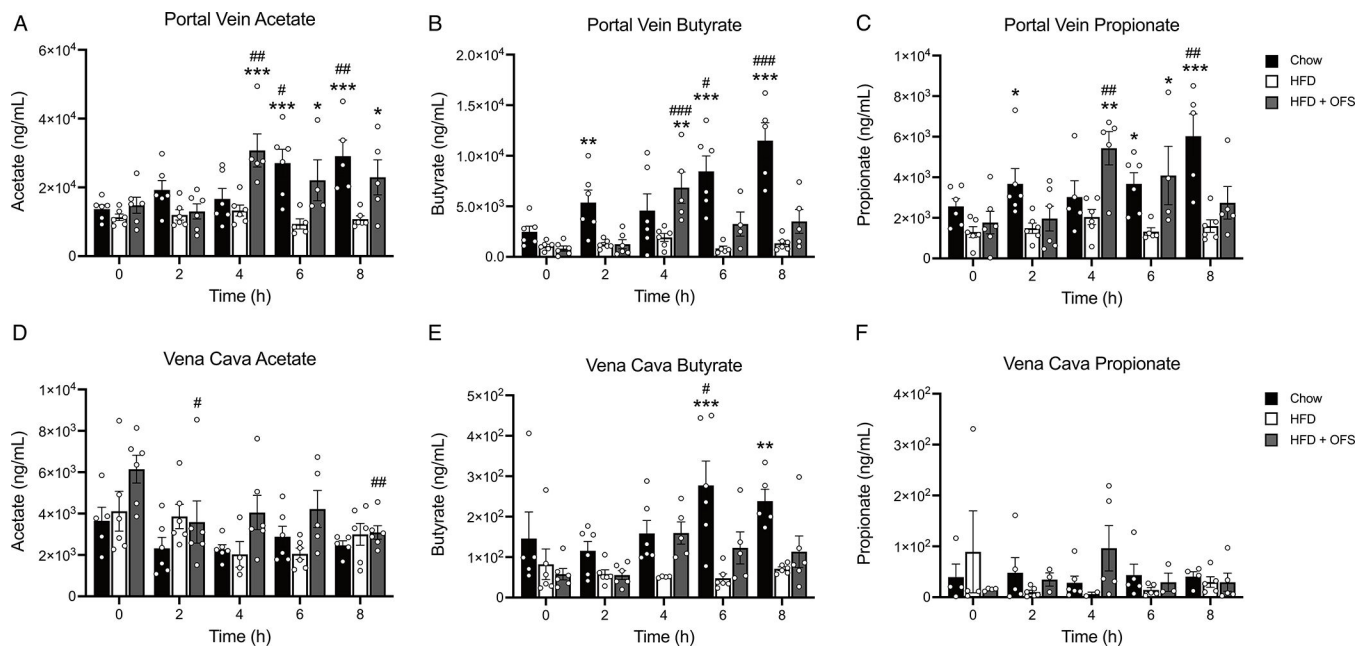 A
Portal Vein Acetate
6×10⁴
4×10⁴
2×10⁴
0
Acetate (ng/mL)
##
***
#
***
*
##
***
*
0 2 4 6 8
Time (h)
B
Portal Vein Butyrate
2.0×10⁴
1.5×10⁴
1.0×10⁴
5.0×10³
0.0
Butyrate (ng/mL)
**
###
**
#
***
###
***
0 2 4 6 8
Time (h)
C
Portal Vein Propionate
1×10⁴
8×10³
6×10³
4×10³
2×10³
0
Propionate (ng/mL)
*
##
**
*
*
##
***
0 2 4 6 8
Time (h)
Chow
HFD
HFD + OFS
D
Vena Cava Acetate
1×10⁴
8×10³
6×10³
4×10³
2×10³
0
Acetate (ng/mL)
#
##
0 2 4 6 8
Time (h)
E
Vena Cava Butyrate
5×10²
4×10²
3×10²
2×10²
1×10²
0
Butyrate (ng/mL)
#
***
**
0 2 4 6 8
Time (h)
F
Vena Cava Propionate
4×10²
3×10²
2×10²
1×10²
0
Propionate (ng/mL)
0 2 4 6 8
Time (h)
Chow
HFD
HFD + OFS